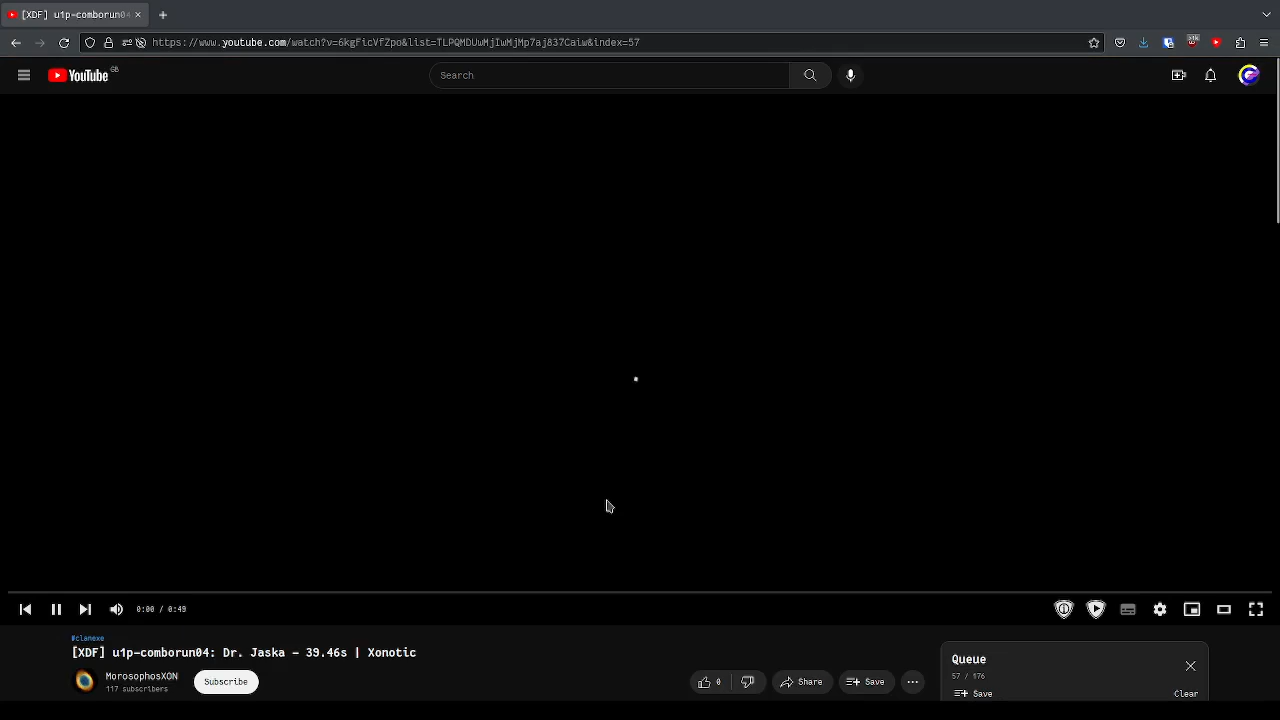 [XDF] u1p-comborun04
https://www.youtube.com/watch?v=6kgFicVf2po&list=TLPQMDUwMjIwMjMp7aj837Caiw&index=57
YouTube GB
Search
0:00 / 0:49
#clanexe
[XDF] u1p-comborun04: Dr. Jaska – 39.46s | Xonotic
MorosophosXON
117 subscribers
Subscribe
0
Share
Save
Queue
57 / 176
Save
Clear